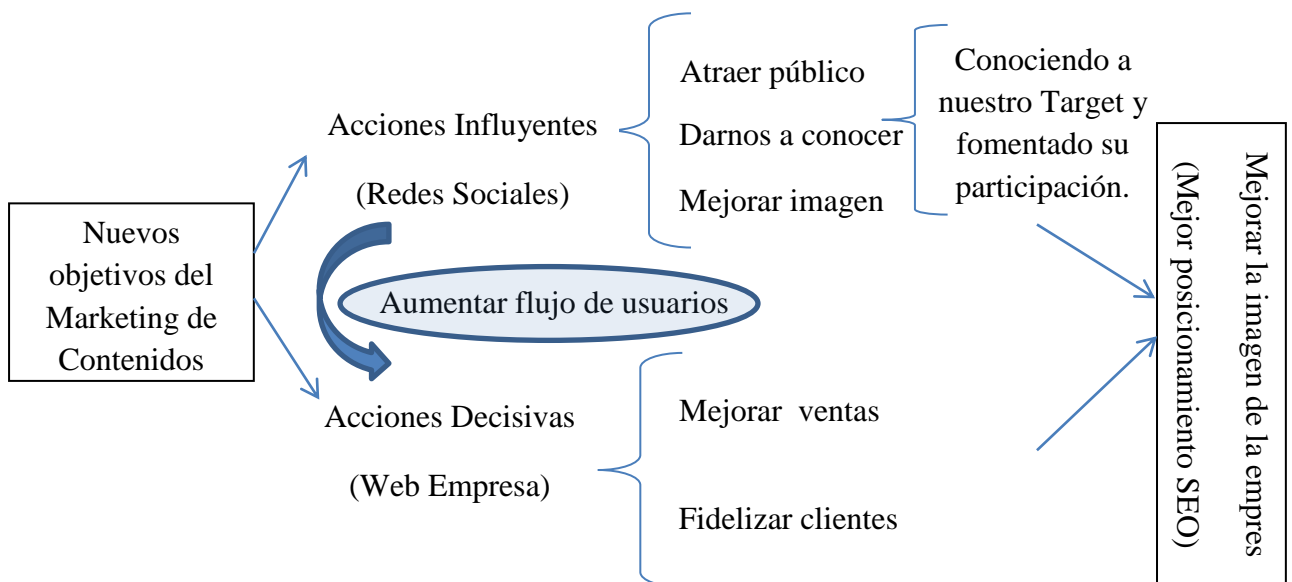 Nuevos
objetivos del
Marketing de
Contenidos
Acciones Influyentes
(Redes Sociales)
Atraer público
Darnos a conocer
Mejorar imagen
Conociendo a
nuestro Target y
fomentado su
participación.
Aumentar flujo de usuarios
Acciones Decisivas
(Web Empresa)
Mejorar ventas
Fidelizar clientes
Mejorar la imagen de la empres
(Mejor posicionamiento SEO)